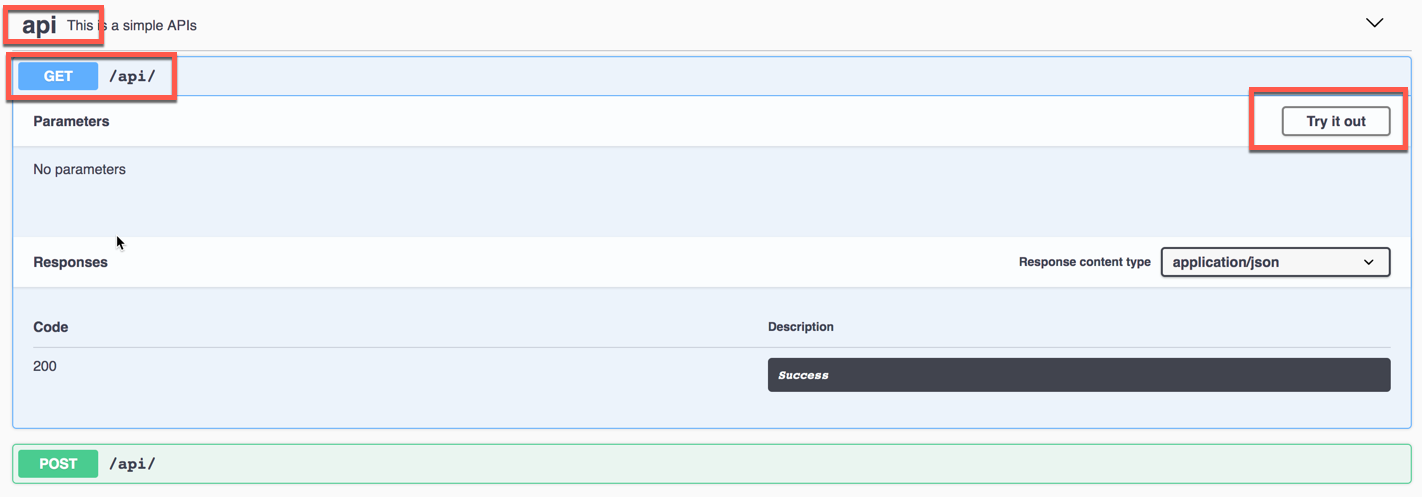 api This is a simple APIs
GET /api/
Parameters Try it out
No parameters
Responses Response content type application/json
Code Description
200 Success
POST /api/